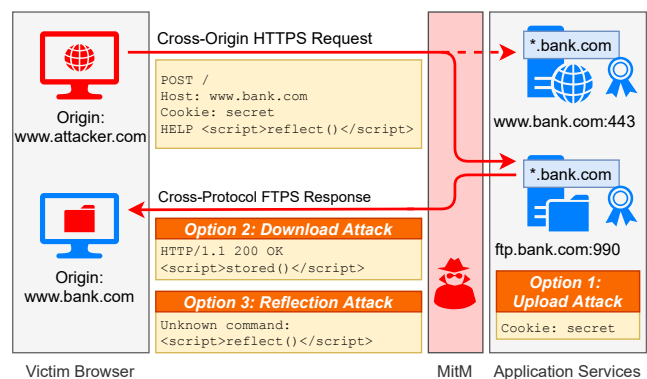 Cross-Origin HTTPS Request
POST /
Host: www.bank.com
Cookie: secret
HELP <script>reflect()</script>
Origin:
www.attacker.com
*.bank.com
www.bank.com:443
Cross-Protocol FTPS Response
*.bank.com
ftp.bank.com:990
Option 2: Download Attack
HTTP/1.1 200 OK
<script>stored()</script>
Option 3: Reflection Attack
Unknown command:
<script>reflect()</script>
Origin:
www.bank.com
Option 1:
Upload Attack
Cookie: secret
Victim Browser
MitM
Application Services